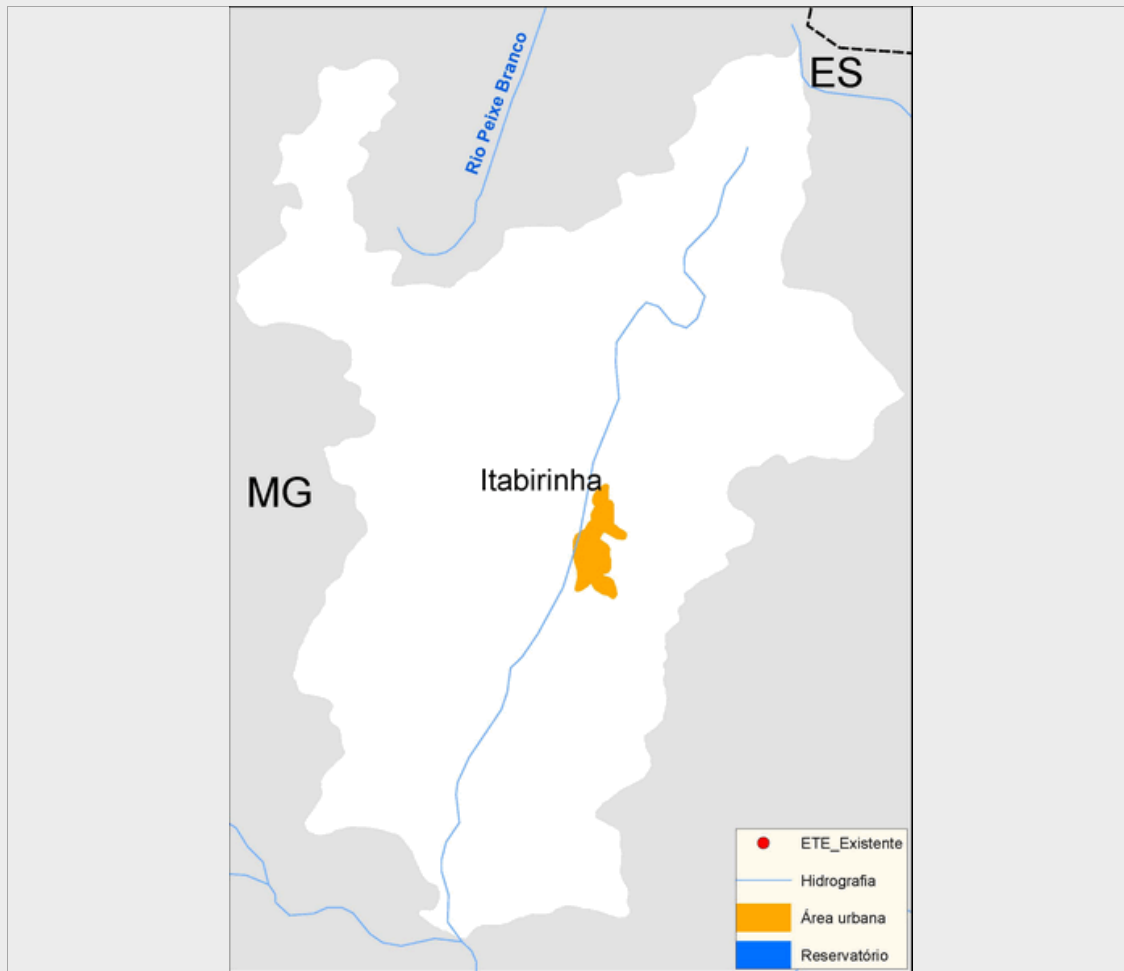 Rio Peixe Branco
ES
Itabirinha
MG
ETE_Existente
Hidrografia
Área urbana
Reservatório